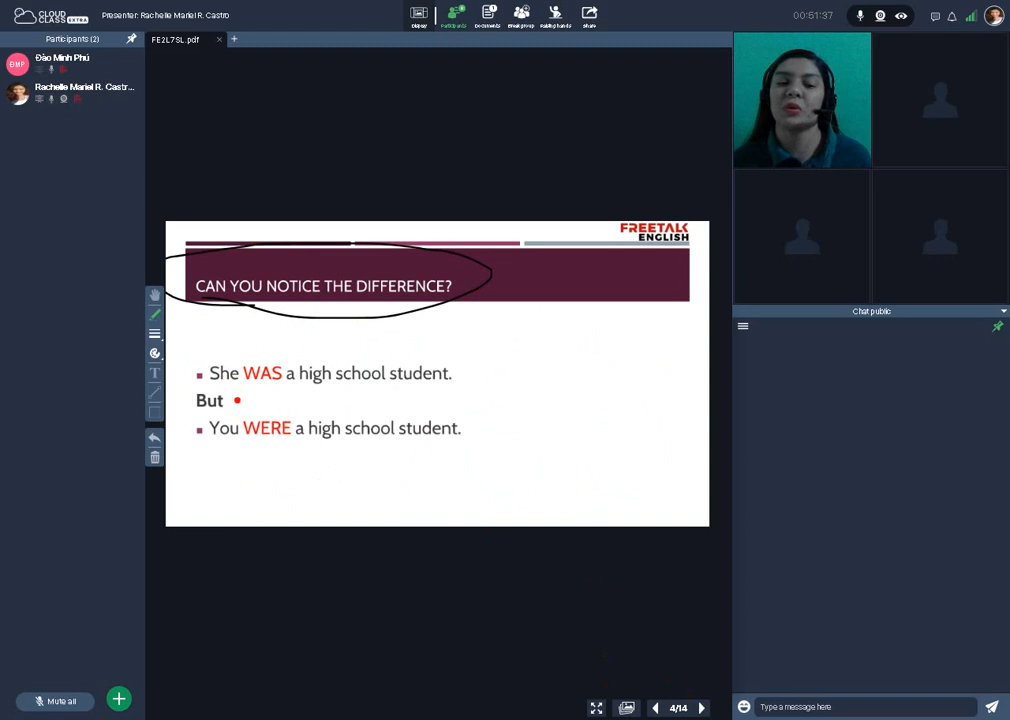 CLOUD CLASS EXTRA
Presenter: Rachelle Mariel R. Castro
Display
Participants
Documents
Break group
Raising hands
Share
00:51:37
Participants (2)
FE2L7SL.pdf
ĐMP
Đào Minh Phú
Rachelle Mariel R. Castr...
FREETALK
ENGLISH
CAN YOU NOTICE THE DIFFERENCE?
She WAS a high school student.
But
You WERE a high school student.
Chat public
Mute all
4/14
Type a message here